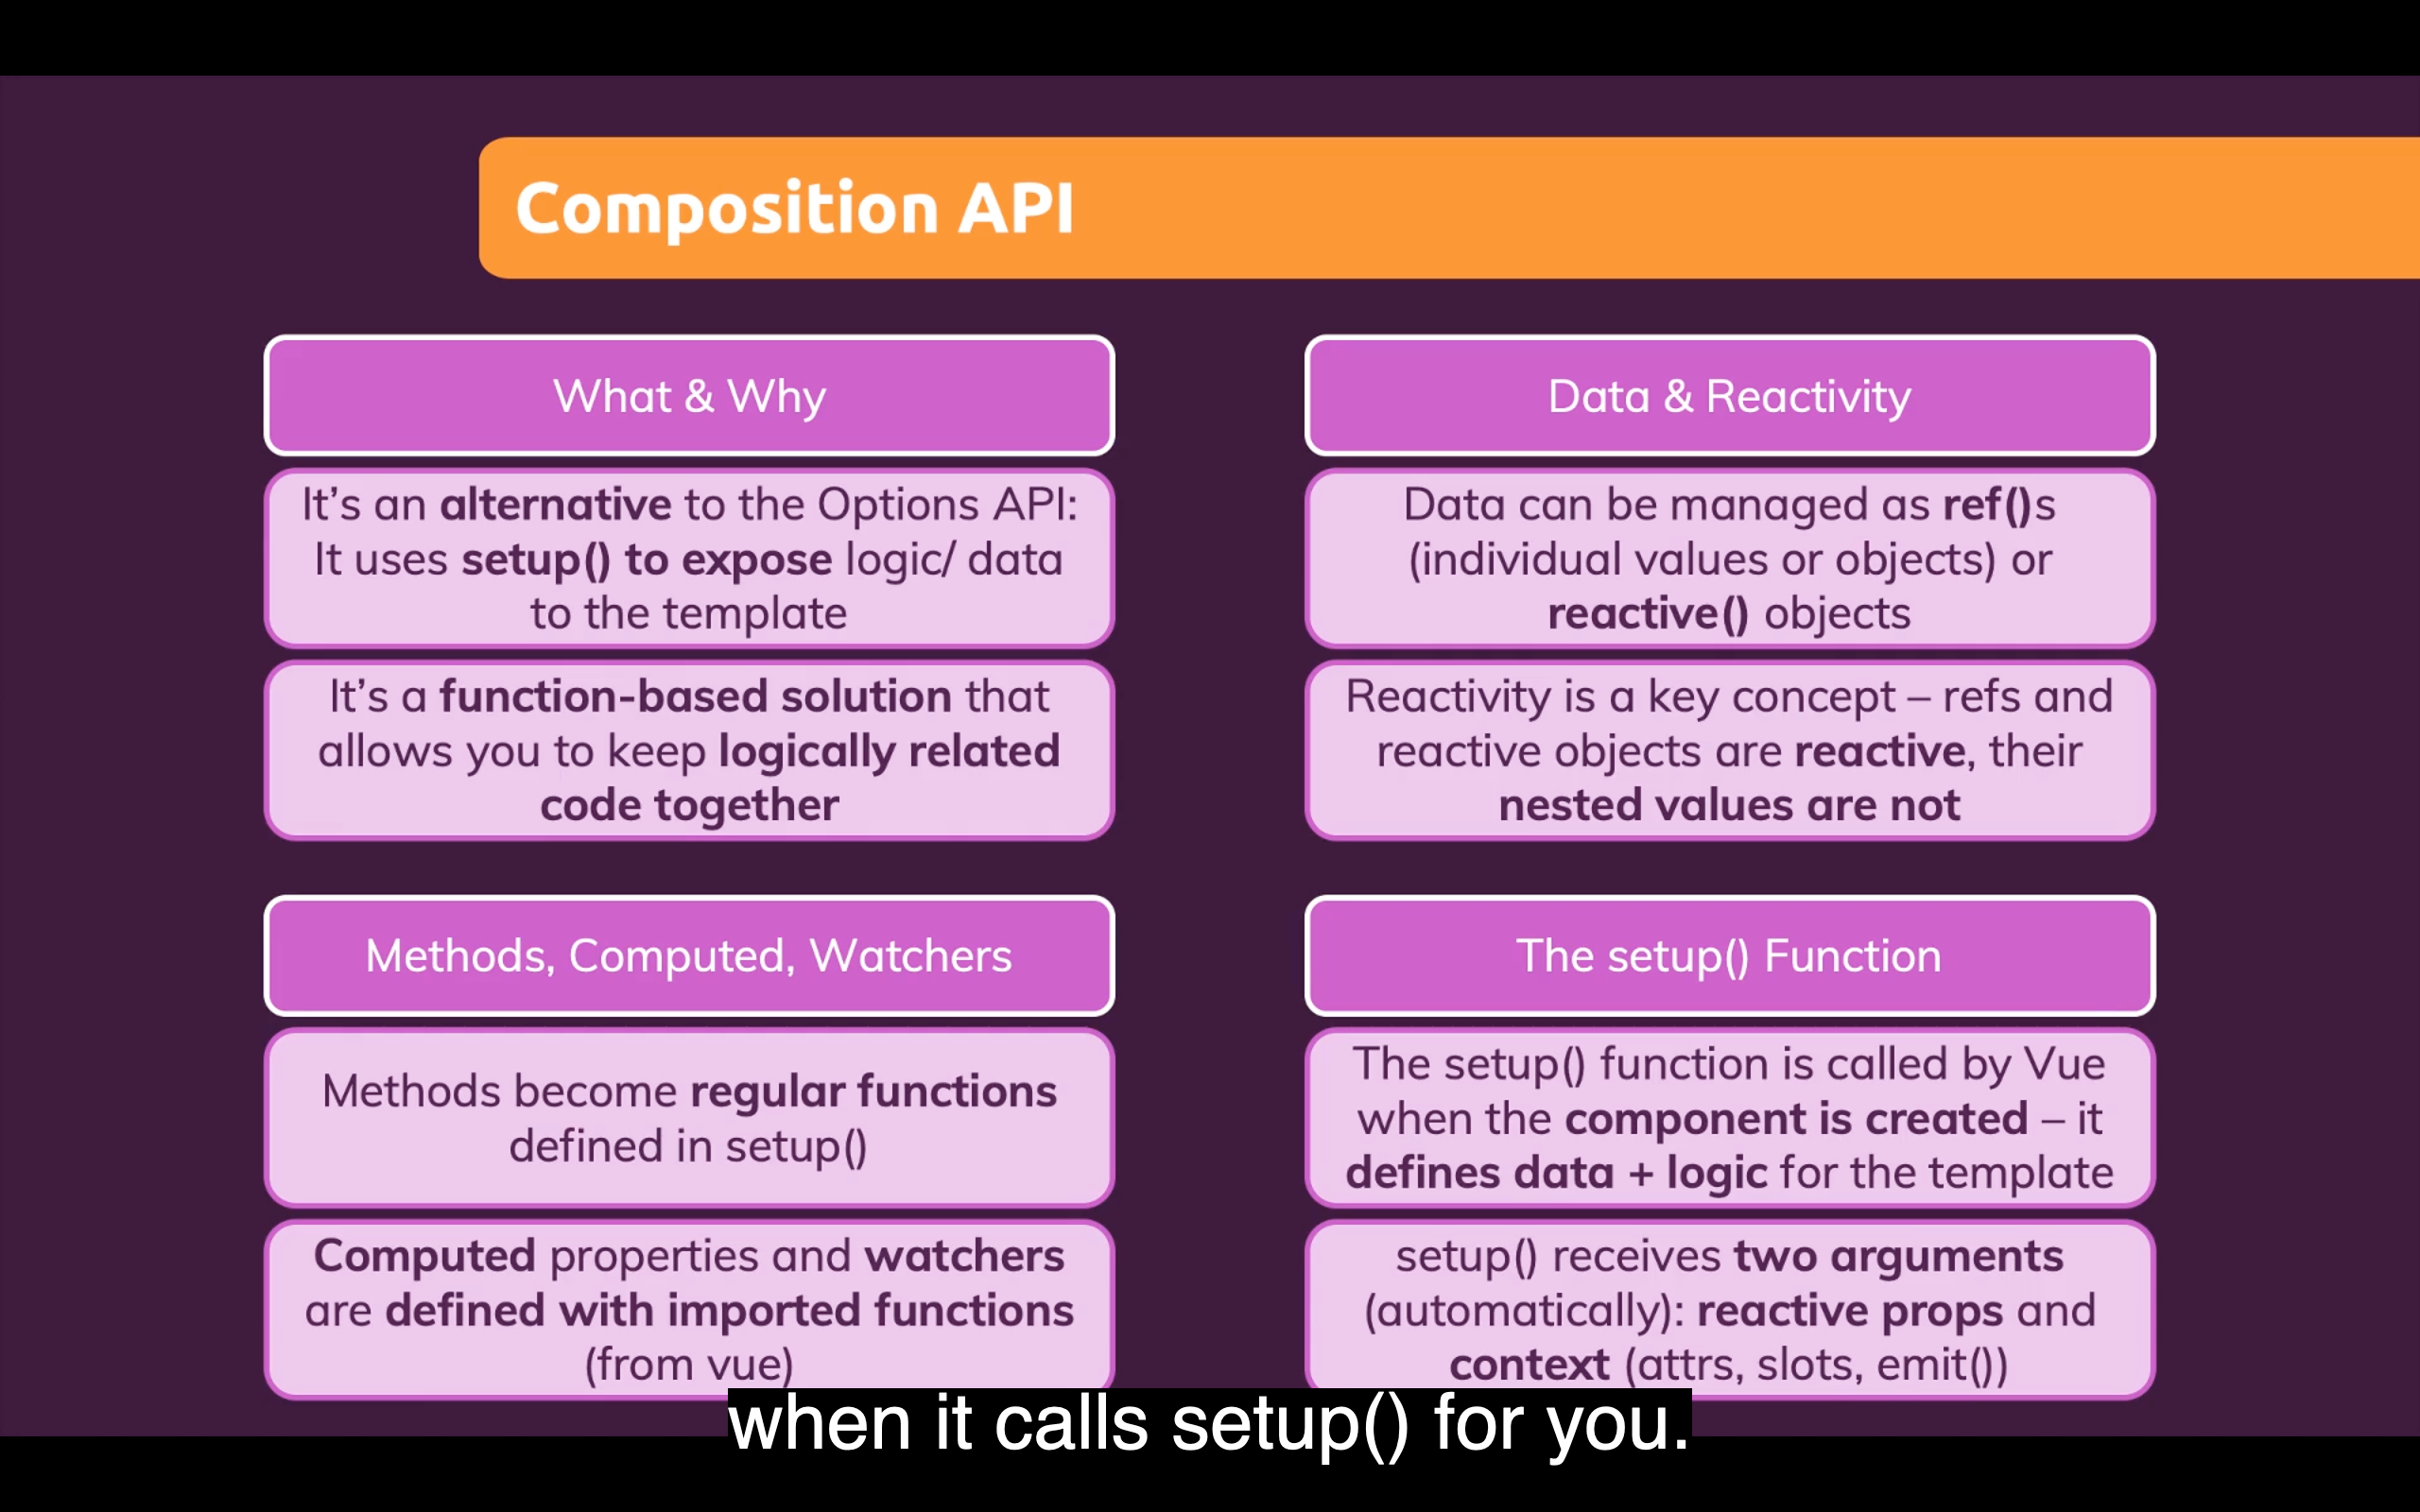 Composition API
What & Why
It’s an alternative to the Options API:
It uses setup() to expose logic/ data
to the template
It’s a function-based solution that
allows you to keep logically related
code together
Data & Reactivity
Data can be managed as ref()s
(individual values or objects) or
reactive() objects
Reactivity is a key concept – refs and
reactive objects are reactive, their
nested values are not
Methods, Computed, Watchers
Methods become regular functions
defined in setup()
Computed properties and watchers
are defined with imported functions
(from vue)
The setup() Function
The setup() function is called by Vue
when the component is created – it
defines data + logic for the template
setup() receives two arguments
(automatically): reactive props and
context (attrs, slots, emit())
when it calls setup() for you.